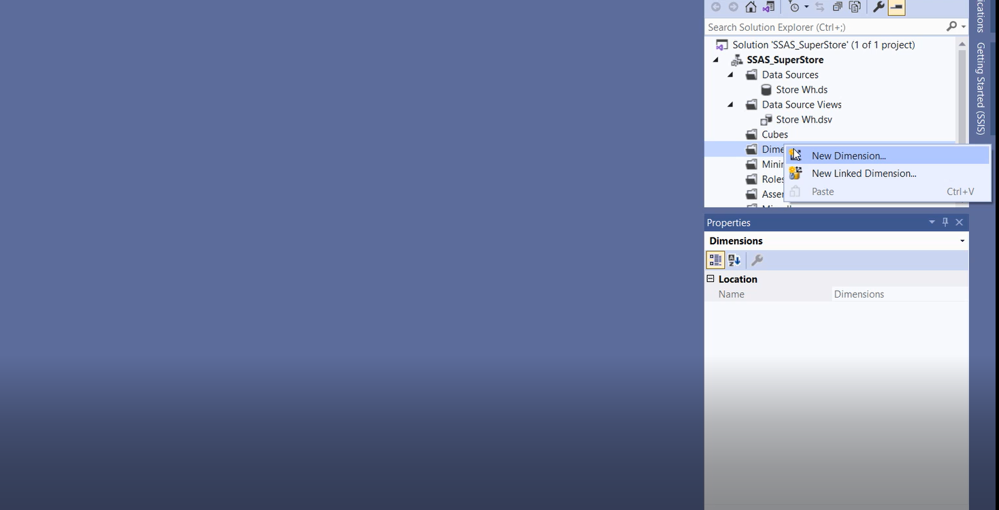 Search Solution Explorer (Ctrl+;)
Solution 'SSAS_SuperStore' (1 of 1 project)
SSAS_SuperStore
Data Sources
Store Wh.ds
Data Source Views
Store Wh.dsv
Cubes
Dime
New Dimension...
Minin
New Linked Dimension...
Roles
Paste Ctrl+V
Asser
Properties
Dimensions
Location
Name Dimensions
ications
Getting Started (SSIS)